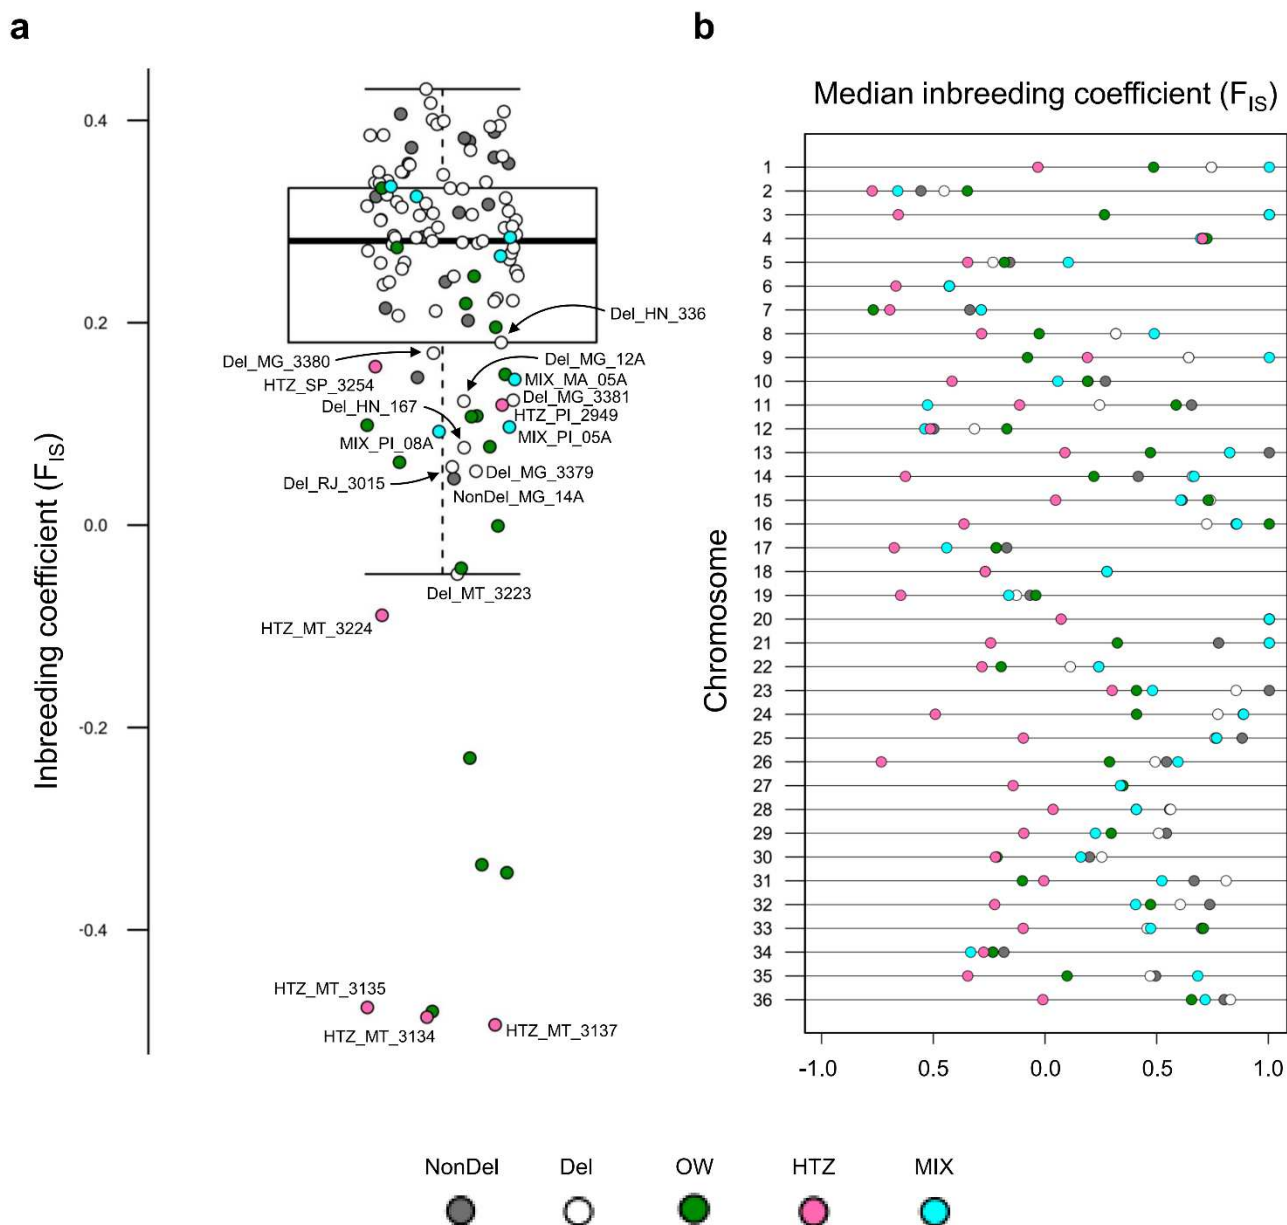 a
b
Median inbreeding coefficient (FIS)
Inbreeding coefficient (FIS)
0.4
0.2
0.0
-0.2
-0.4
Del_HN_336
Del_MG_3380
Del_MG_12A
HTZ_SP_3254
MIX_MA_05A
Del_MG_3381
Del_HN_167
HTZ_PI_2949
MIX_PI_08A
MIX_PI_05A
Del_RJ_3015
Del_MG_3379
NonDel_MG_14A
Del_MT_3223
HTZ_MT_3224
HTZ_MT_3135
HTZ_MT_3134
HTZ_MT_3137
Chromosome
1
2
3
4
5
6
7
8
9
10
11
12
13
14
15
16
17
18
19
20
21
22
23
24
25
26
27
28
29
30
31
32
33
34
35
36
-1.0 0.5 0.0 0.5 1.0
NonDel Del OW HTZ MIX